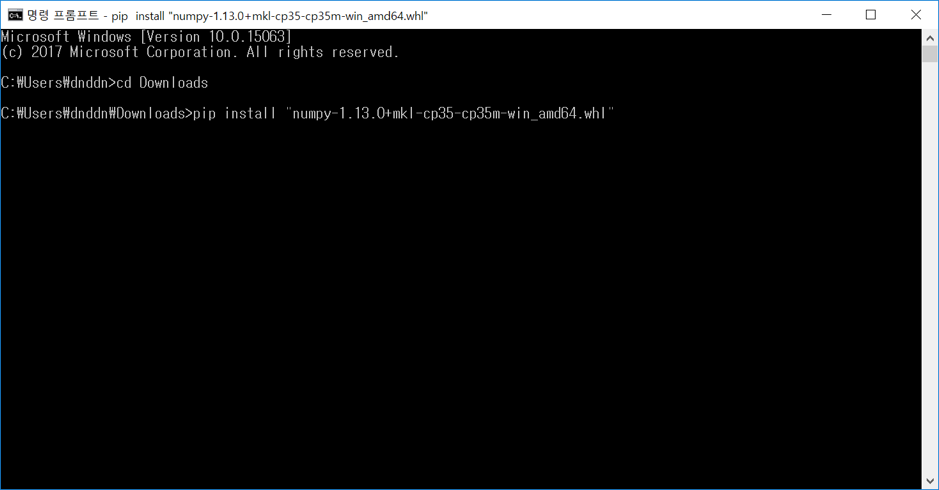 명령 프롬프트 - pip  install "numpy-1.13.0+mkl-cp35-cp35m-win_amd64.whl"
Microsoft Windows [Version 10.0.15063]
(c) 2017 Microsoft Corporation. All rights reserved.
C:₩Users₩dnddn>cd Downloads
C:₩Users₩dnddn₩Downloads>pip install "numpy-1.13.0+mkl-cp35-cp35m-win_amd64.whl"